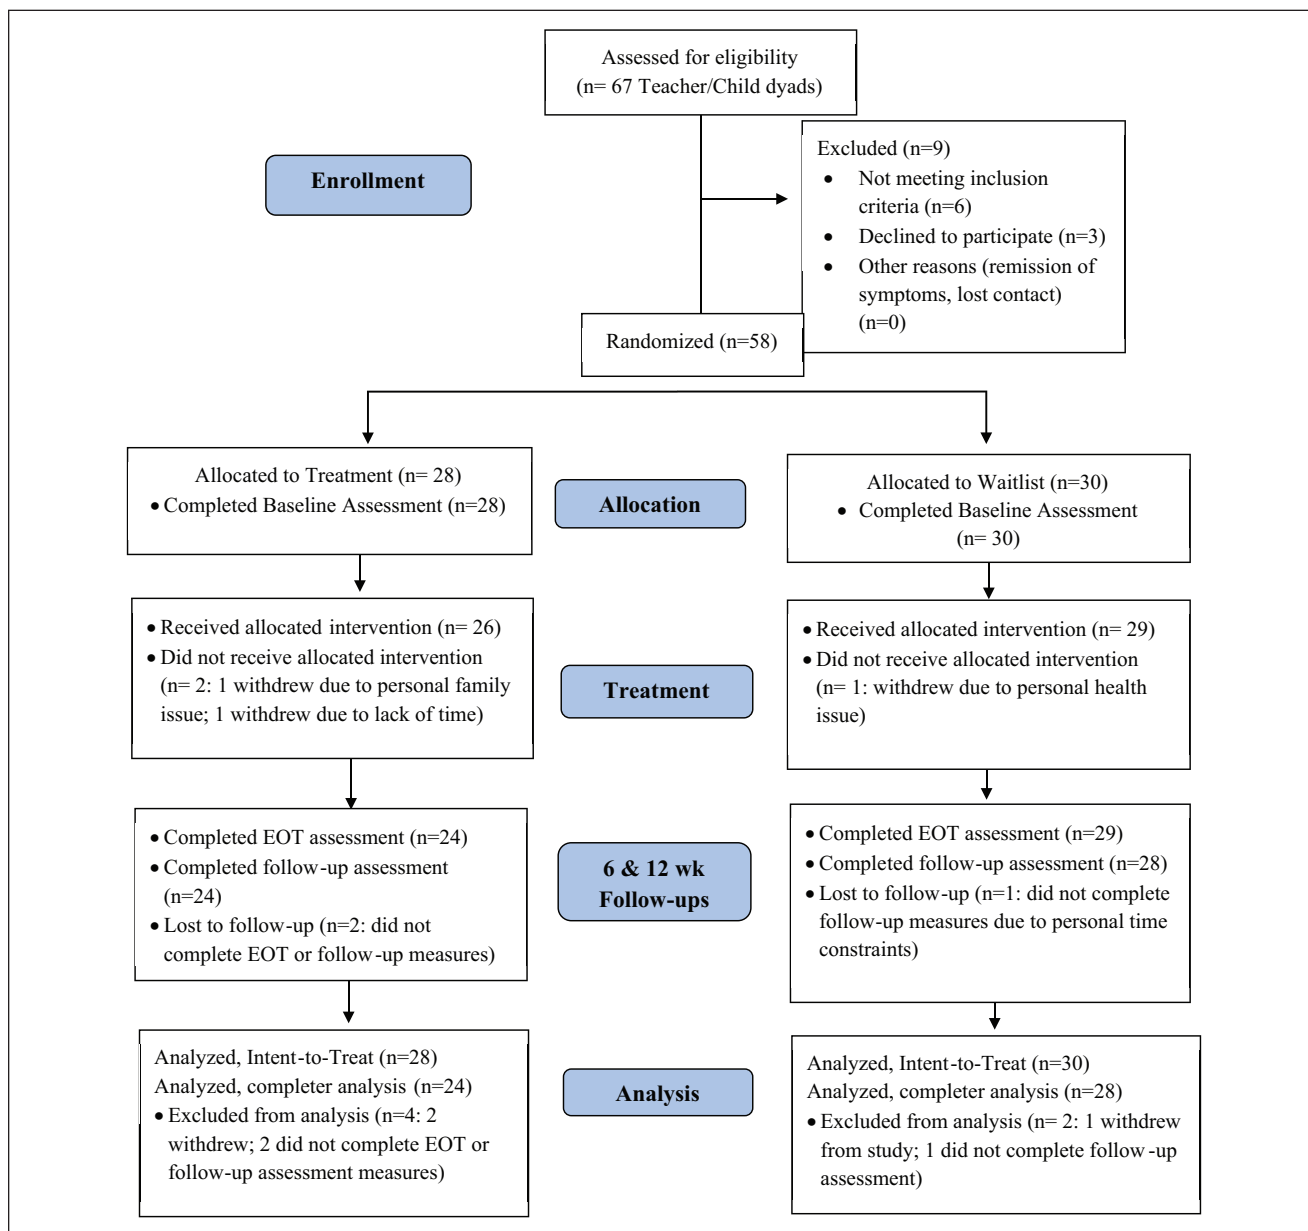 Assessed for eligibility
(n= 67 Teacher/Child dyads)
Enrollment
Excluded (n=9)
• Not meeting inclusion
criteria (n=6)
• Declined to participate (n=3)
• Other reasons (remission of
symptoms, lost contact)
(n=0)
Randomized (n=58)
Allocated to Treatment (n= 28)
• Completed Baseline Assessment (n=28)
Allocation
Allocated to Waitlist (n=30)
• Completed Baseline Assessment
(n= 30)
• Received allocated intervention (n= 26)
• Did not receive allocated intervention
(n= 2: 1 withdrew due to personal family
issue; 1 withdrew due to lack of time)
Treatment
• Received allocated intervention (n= 29)
• Did not receive allocated intervention
(n= 1: withdrew due to personal health
issue)
• Completed EOT assessment (n=24)
• Completed follow-up assessment
(n=24)
• Lost to follow-up (n=2: did not
complete EOT or follow-up measures)
6 & 12 wk
Follow-ups
• Completed EOT assessment (n=29)
• Completed follow-up assessment (n=28)
• Lost to follow-up (n=1: did not complete
follow-up measures due to personal time
constraints)
Analyzed, Intent-to-Treat (n=28)
Analyzed, completer analysis (n=24)
• Excluded from analysis (n=4: 2
withdrew; 2 did not complete EOT or
follow-up assessment measures)
Analysis
Analyzed, Intent-to-Treat (n=30)
Analyzed, completer analysis (n=28)
• Excluded from analysis (n= 2: 1 withdrew
from study; 1 did not complete follow-up
assessment)